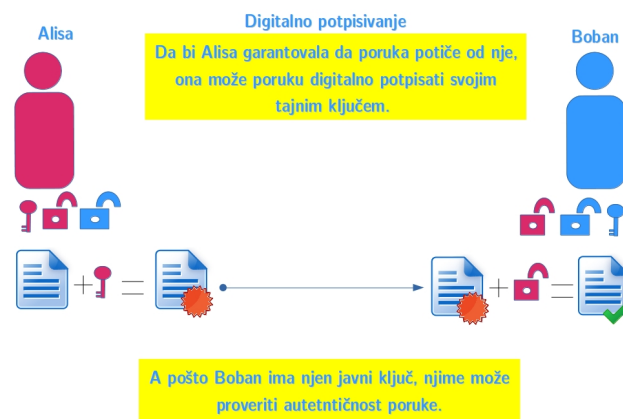 Digitalno potpisivanje
Alisa
Boban
Da bi Alisa garantovala da poruka potiče od nje,
ona može poruku digitalno potpisati svojim
tajnim ključem.
+ =
+ =
A pošto Boban ima njen javni ključ, njime može
proveriti autetntičnost poruke.